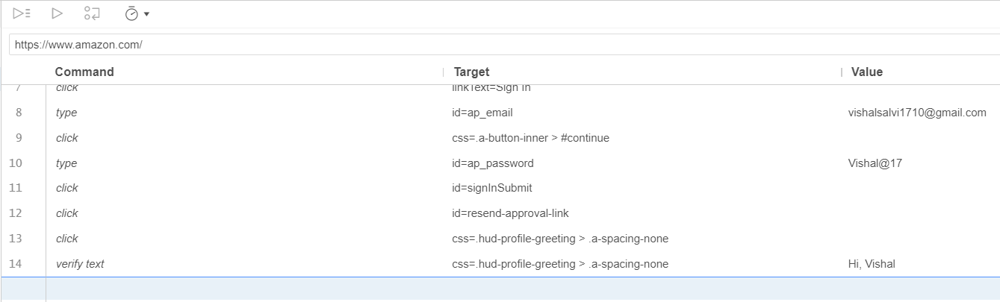 https://www.amazon.com/
Command Target Value
7 click linkText=Sign In
8 type id=ap_email vishalsalvi1710@gmail.com
9 click css=.a-button-inner > #continue
10 type id=ap_password Vishal@17
11 click id=signInSubmit
12 click id=resend-approval-link
13 click css=.hud-profile-greeting > .a-spacing-none
14 verify text css=.hud-profile-greeting > .a-spacing-none Hi, Vishal